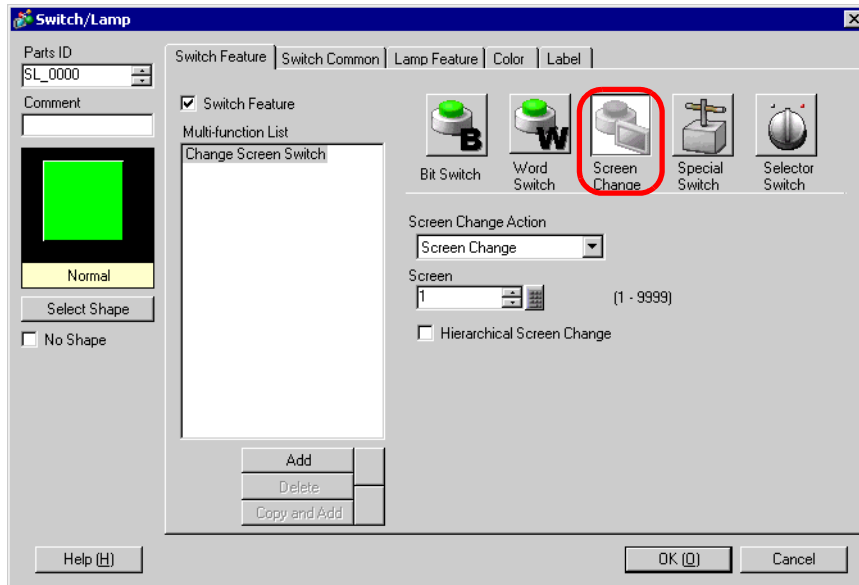 Switch/Lamp
Parts ID
SL_0000
Comment
Normal
Select Shape
No Shape
Switch Feature Switch Common Lamp Feature Color Label
Switch Feature
Multi-function List
Change Screen Switch
Add
Delete
Copy and Add
B
W
Bit Switch
Word
Switch
Screen
Change
Special
Switch
Selector
Switch
Screen Change Action
Screen Change
Screen
1
(1 - 9999)
Hierarchical Screen Change
Help (H)
OK (O)
Cancel